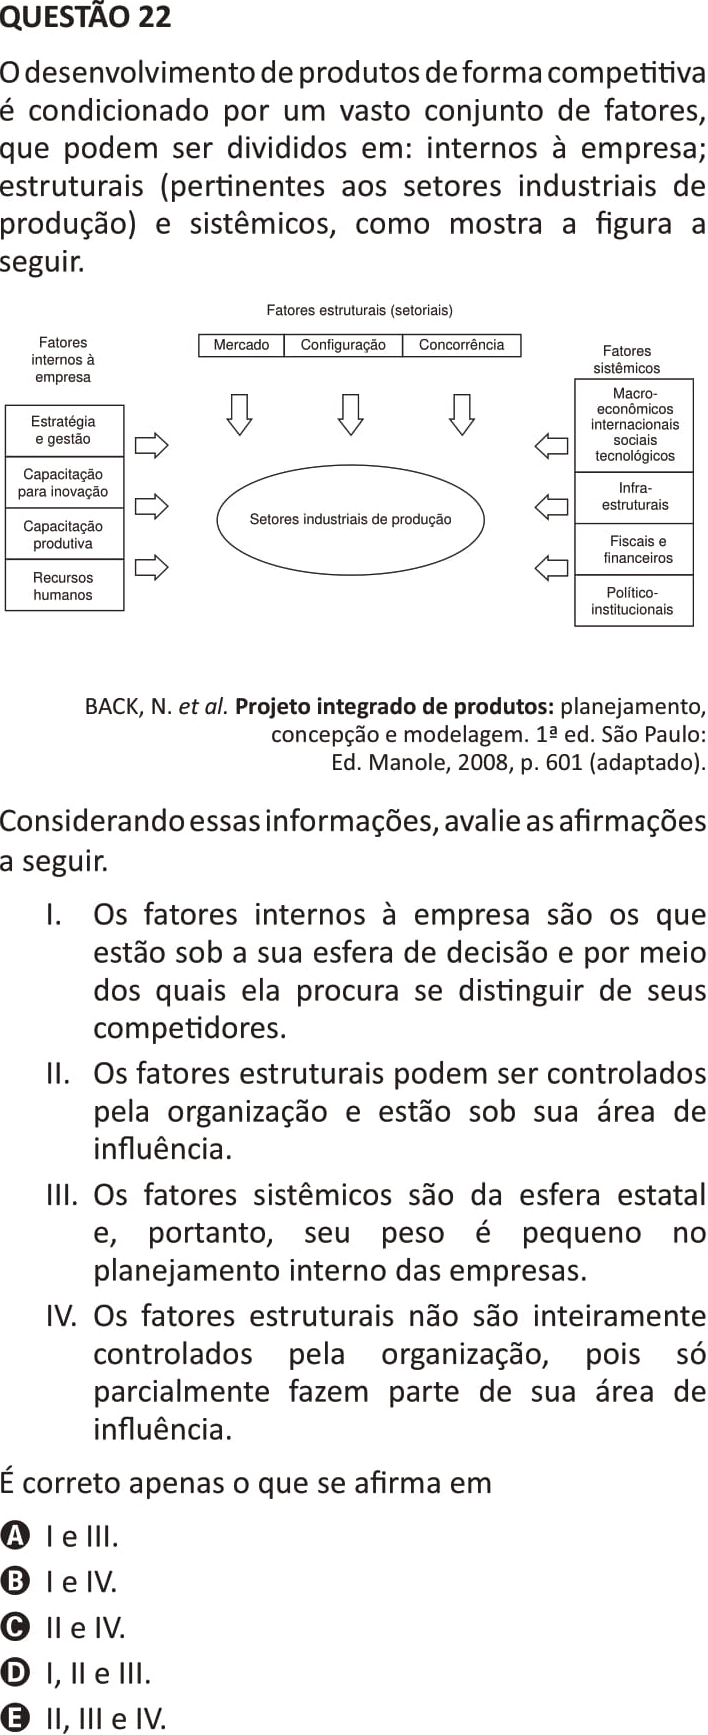 QUESTÃO 22
O desenvolvimento de produtos de forma competitiva
é condicionado por um vasto conjunto de fatores,
que podem ser divididos em: internos à empresa;
estruturais (pertinentes aos setores industriais de
produção) e sistêmicos, como mostra a figura a
seguir.
Fatores estruturais (setoriais)
Mercado Configuração Concorrência
Fatores
internos à
empresa
Estratégia
e gestão
Capacitação
para inovação
Capacitação
produtiva
Recursos
humanos
Setores industriais de produção
Fatores
sistêmicos
Macro-
econômicos
internacionais
sociais
tecnológicos
Infra-
estruturais
Fiscais e
financeiros
Político-
institucionais
BACK, N. et al. Projeto integrado de produtos: planejamento,
concepção e modelagem. 1ª ed. São Paulo:
Ed. Manole, 2008, p. 601 (adaptado).
Considerando essas informações, avalie as afirmações
a seguir.
I. Os fatores internos à empresa são os que
estão sob a sua esfera de decisão e por meio
dos quais ela procura se distinguir de seus
competidores.
II. Os fatores estruturais podem ser controlados
pela organização e estão sob sua área de
influência.
III. Os fatores sistêmicos são da esfera estatal
e, portanto, seu peso é pequeno no
planejamento interno das empresas.
IV. Os fatores estruturais não são inteiramente
controlados pela organização, pois só
parcialmente fazem parte de sua área de
influência.
É correto apenas o que se afirma em
A I e III.
B I e IV.
C II e IV.
D I, II e III.
E II, III e IV.